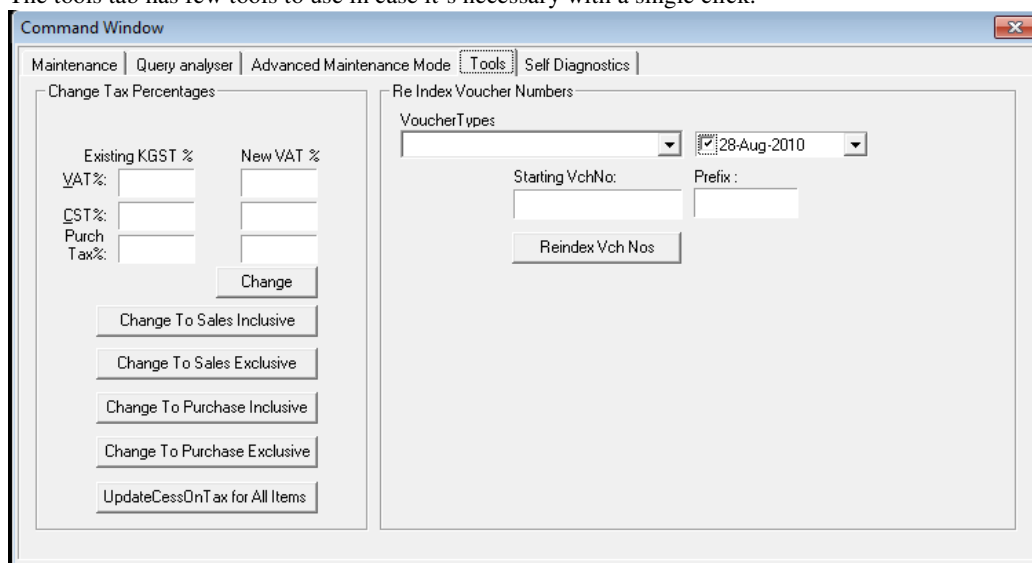 The tools tab has few tools to use in case it's necessary with a single click.
Command Window
Maintenance Query analyser Advanced Maintenance Mode Tools Self Diagnostics
Change Tax Percentages Re Index Voucher Numbers
VoucherTypes
28-Aug-2010
Existing KGST % New VAT %
Starting VchNo: Prefix :
VAT%:
CST%:
Purch
Tax%:
Reindex Vch Nos
Change
Change To Sales Inclusive
Change To Sales Exclusive
Change To Purchase Inclusive
Change To Purchase Exclusive
UpdateCessOnTax for All Items